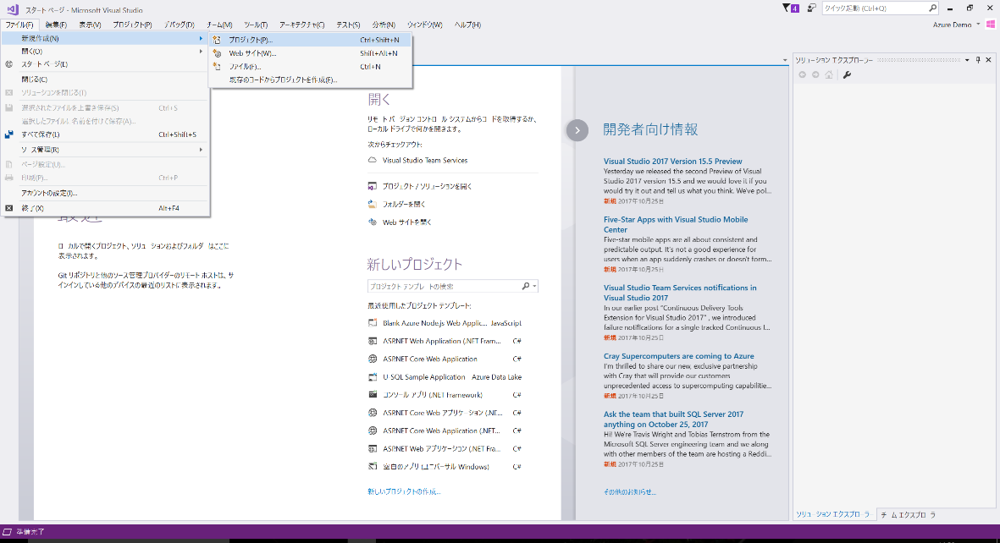 スタート ページ - Microsoft Visual Studio
4
クイック起動 (Ctrl+Q)
ファイル(F) 編集(E) 表示(V) プロジェクト(P) デバッグ(D) チーム(M) ツール(T) アーキテクチャ(C) テスト(S) 分析(N) ウィンドウ(W) ヘルプ(H)
Azure Demo
新規作成(N)
開く(O)
スタート ページ(E)
閉じる(C)
ソリューションを閉じる(T)
選択されたファイルを上書き保存(S) Ctrl+S
選択したファイルに名前を付けて保存(A)...
すべて保存(L) Ctrl+Shift+S
ソース管理(R)
ページ設定(U)...
印刷(P)... Ctrl+P
アカウントの設定(I)...
終了(X) Alt+F4
プロジェクト(P)... Ctrl+Shift+N
Web サイト(W)... Shift+Alt+N
ファイル(F)... Ctrl+N
既存のコードからプロジェクトを作成(E)...
ローカルで開くプロジェクト、ソリューションおよびフォルダーはここに
表示されます。
Git リポジトリと他のソース管理プロバイダーのリモート ホストは、サ
インインしている他のデバイスの最近のリストに表示されます。
開く
リモート バージョン コントロール システムからコードを取得するか、
ローカル ドライブで何かを開きます。
次からチェックアウト:
Visual Studio Team Services
プロジェクト / ソリューションを開く
フォルダーを開く
Web サイトを開く
新しいプロジェクト
プロジェクト テンプレートの検索
最近使用したプロジェクト テンプレート:
Blank Azure Node.js Web Applic... JavaScript
ASP.NET Web Application (.NET Fram... C#
ASP.NET Core Web Application C#
U-SQL Sample Application Azure Data Lake
コンソール アプリ (.NET Framework) C#
ASP.NET Core Web アプリケーション (.NE... C#
ASP.NET Core Web Application (.NET... C#
ASP.NET Web アプリケーション (.NET Fra... C#
空白のアプリ (ユニバーサル Windows) C#
新しいプロジェクトの作成...
開発者向け情報
Visual Studio 2017 Version 15.5 Preview
Yesterday we released the second Preview of Visual
Studio 2017 version 15.5 and we would love it if you
would try it out and tell us what you think. We've pol...
新規 2017年10月25日
Five-Star Apps with Visual Studio Mobile
Center
Five-star mobile apps are all about consistent and
predictable output. It's not a good experience for
users when an app suddenly crashes or doesn't form...
新規 2017年10月25日
Visual Studio Team Services notifications in
Visual Studio 2017
In our earlier post "Continuous Delivery Tools
Extension for Visual Studio 2017" , we introduced
failure notifications for a single tracked Continuous I...
新規 2017年10月25日
Cray Supercomputers are coming to Azure
I'm thrilled to share our new, exclusive partnership
with Cray that will provide our customers
unprecedented access to supercomputing capabilitie...
新規 2017年10月25日
Ask the team that built SQL Server 2017
anything on October 25, 2017
Hi! We're Travis Wright and Tobias Ternstrom from the
Microsoft SQL Server engineering team and we along
with other members of the team are hosting a Reddi...
新規 2017年10月25日
その他のお知らせ...
ソリューション エクスプローラー
ソリューション エクスプローラー チーム エクスプローラー
準備完了